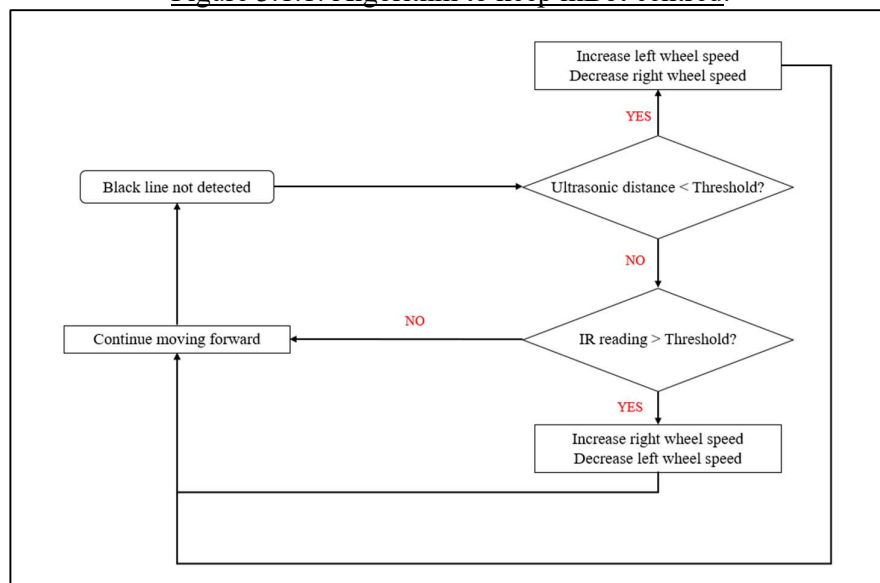 Increase left wheel speed
Decrease right wheel speed
YES
Black line not detected
Ultrasonic distance < Threshold?
NO
NO
Continue moving forward
IR reading > Threshold?
YES
Increase right wheel speed
Decrease left wheel speed